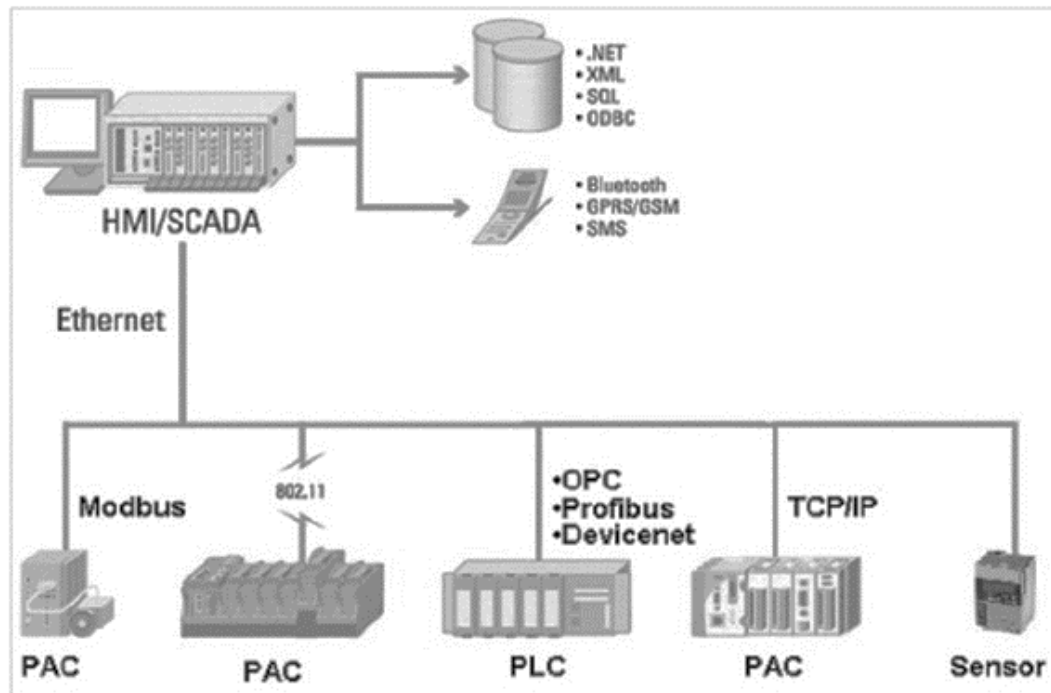 • .NET
• XML
• SQL
• ODBC
• Bluetooth
• GPRS/GSM
• SMS
HMI/SCADA
Ethernet
Modbus
802.11
•OPC
•Profibus
•Devicenet
TCP/IP
PAC
PAC
PLC
PAC
Sensor